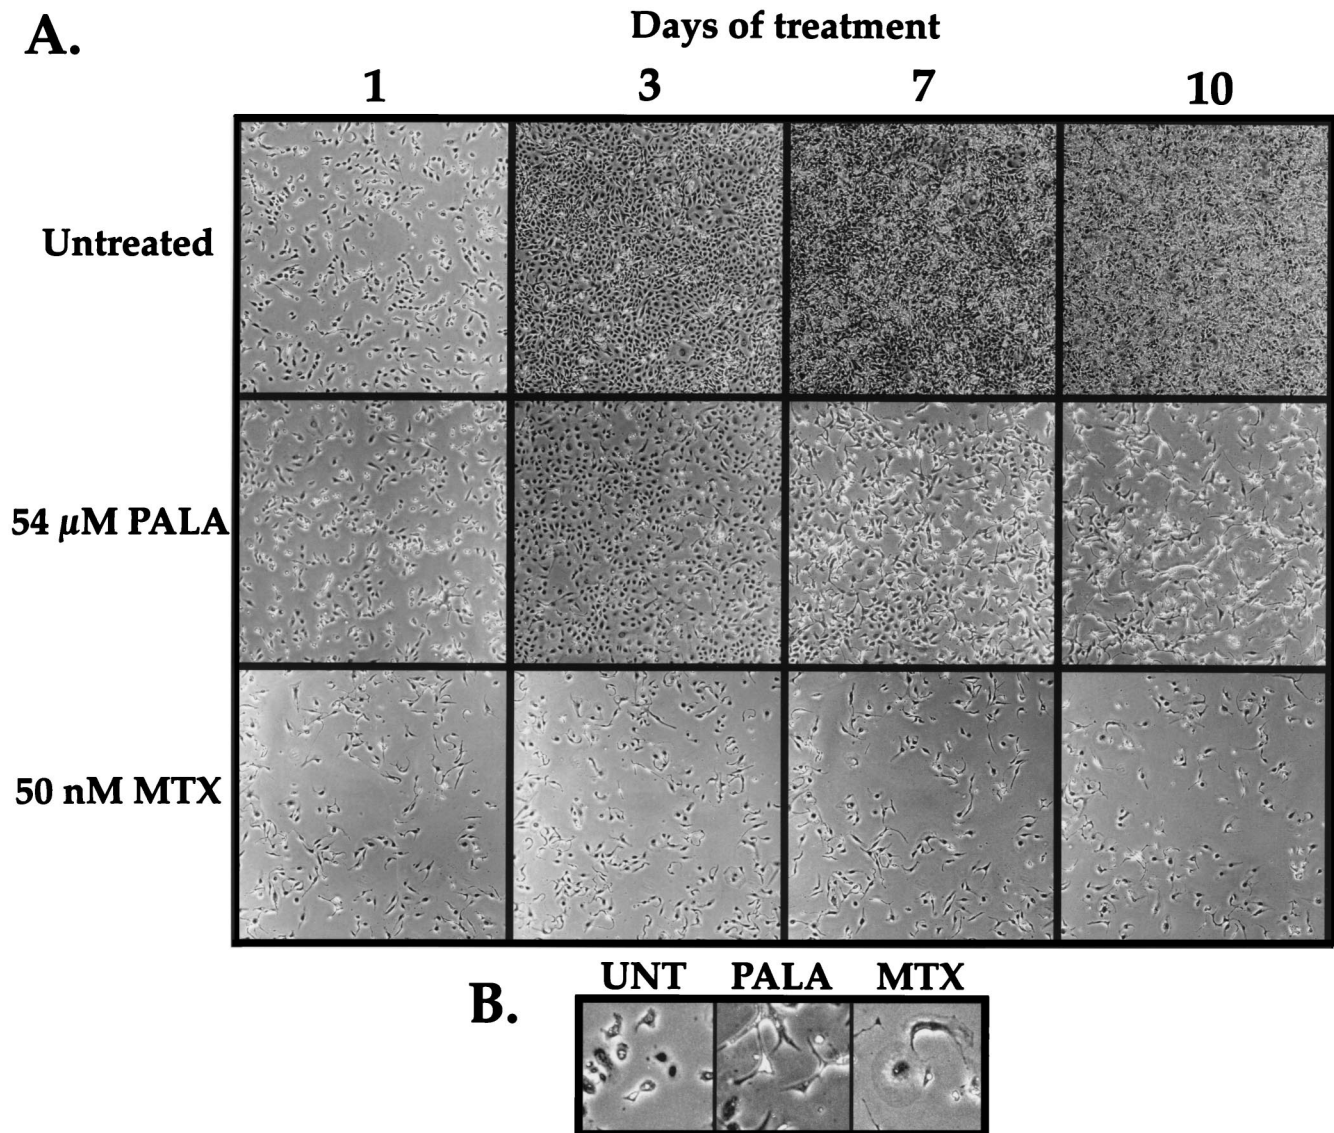 A.
Days of treatment
1 3 7 10
Untreated
54 μM PALA
50 nM MTX
B.
UNT PALA MTX